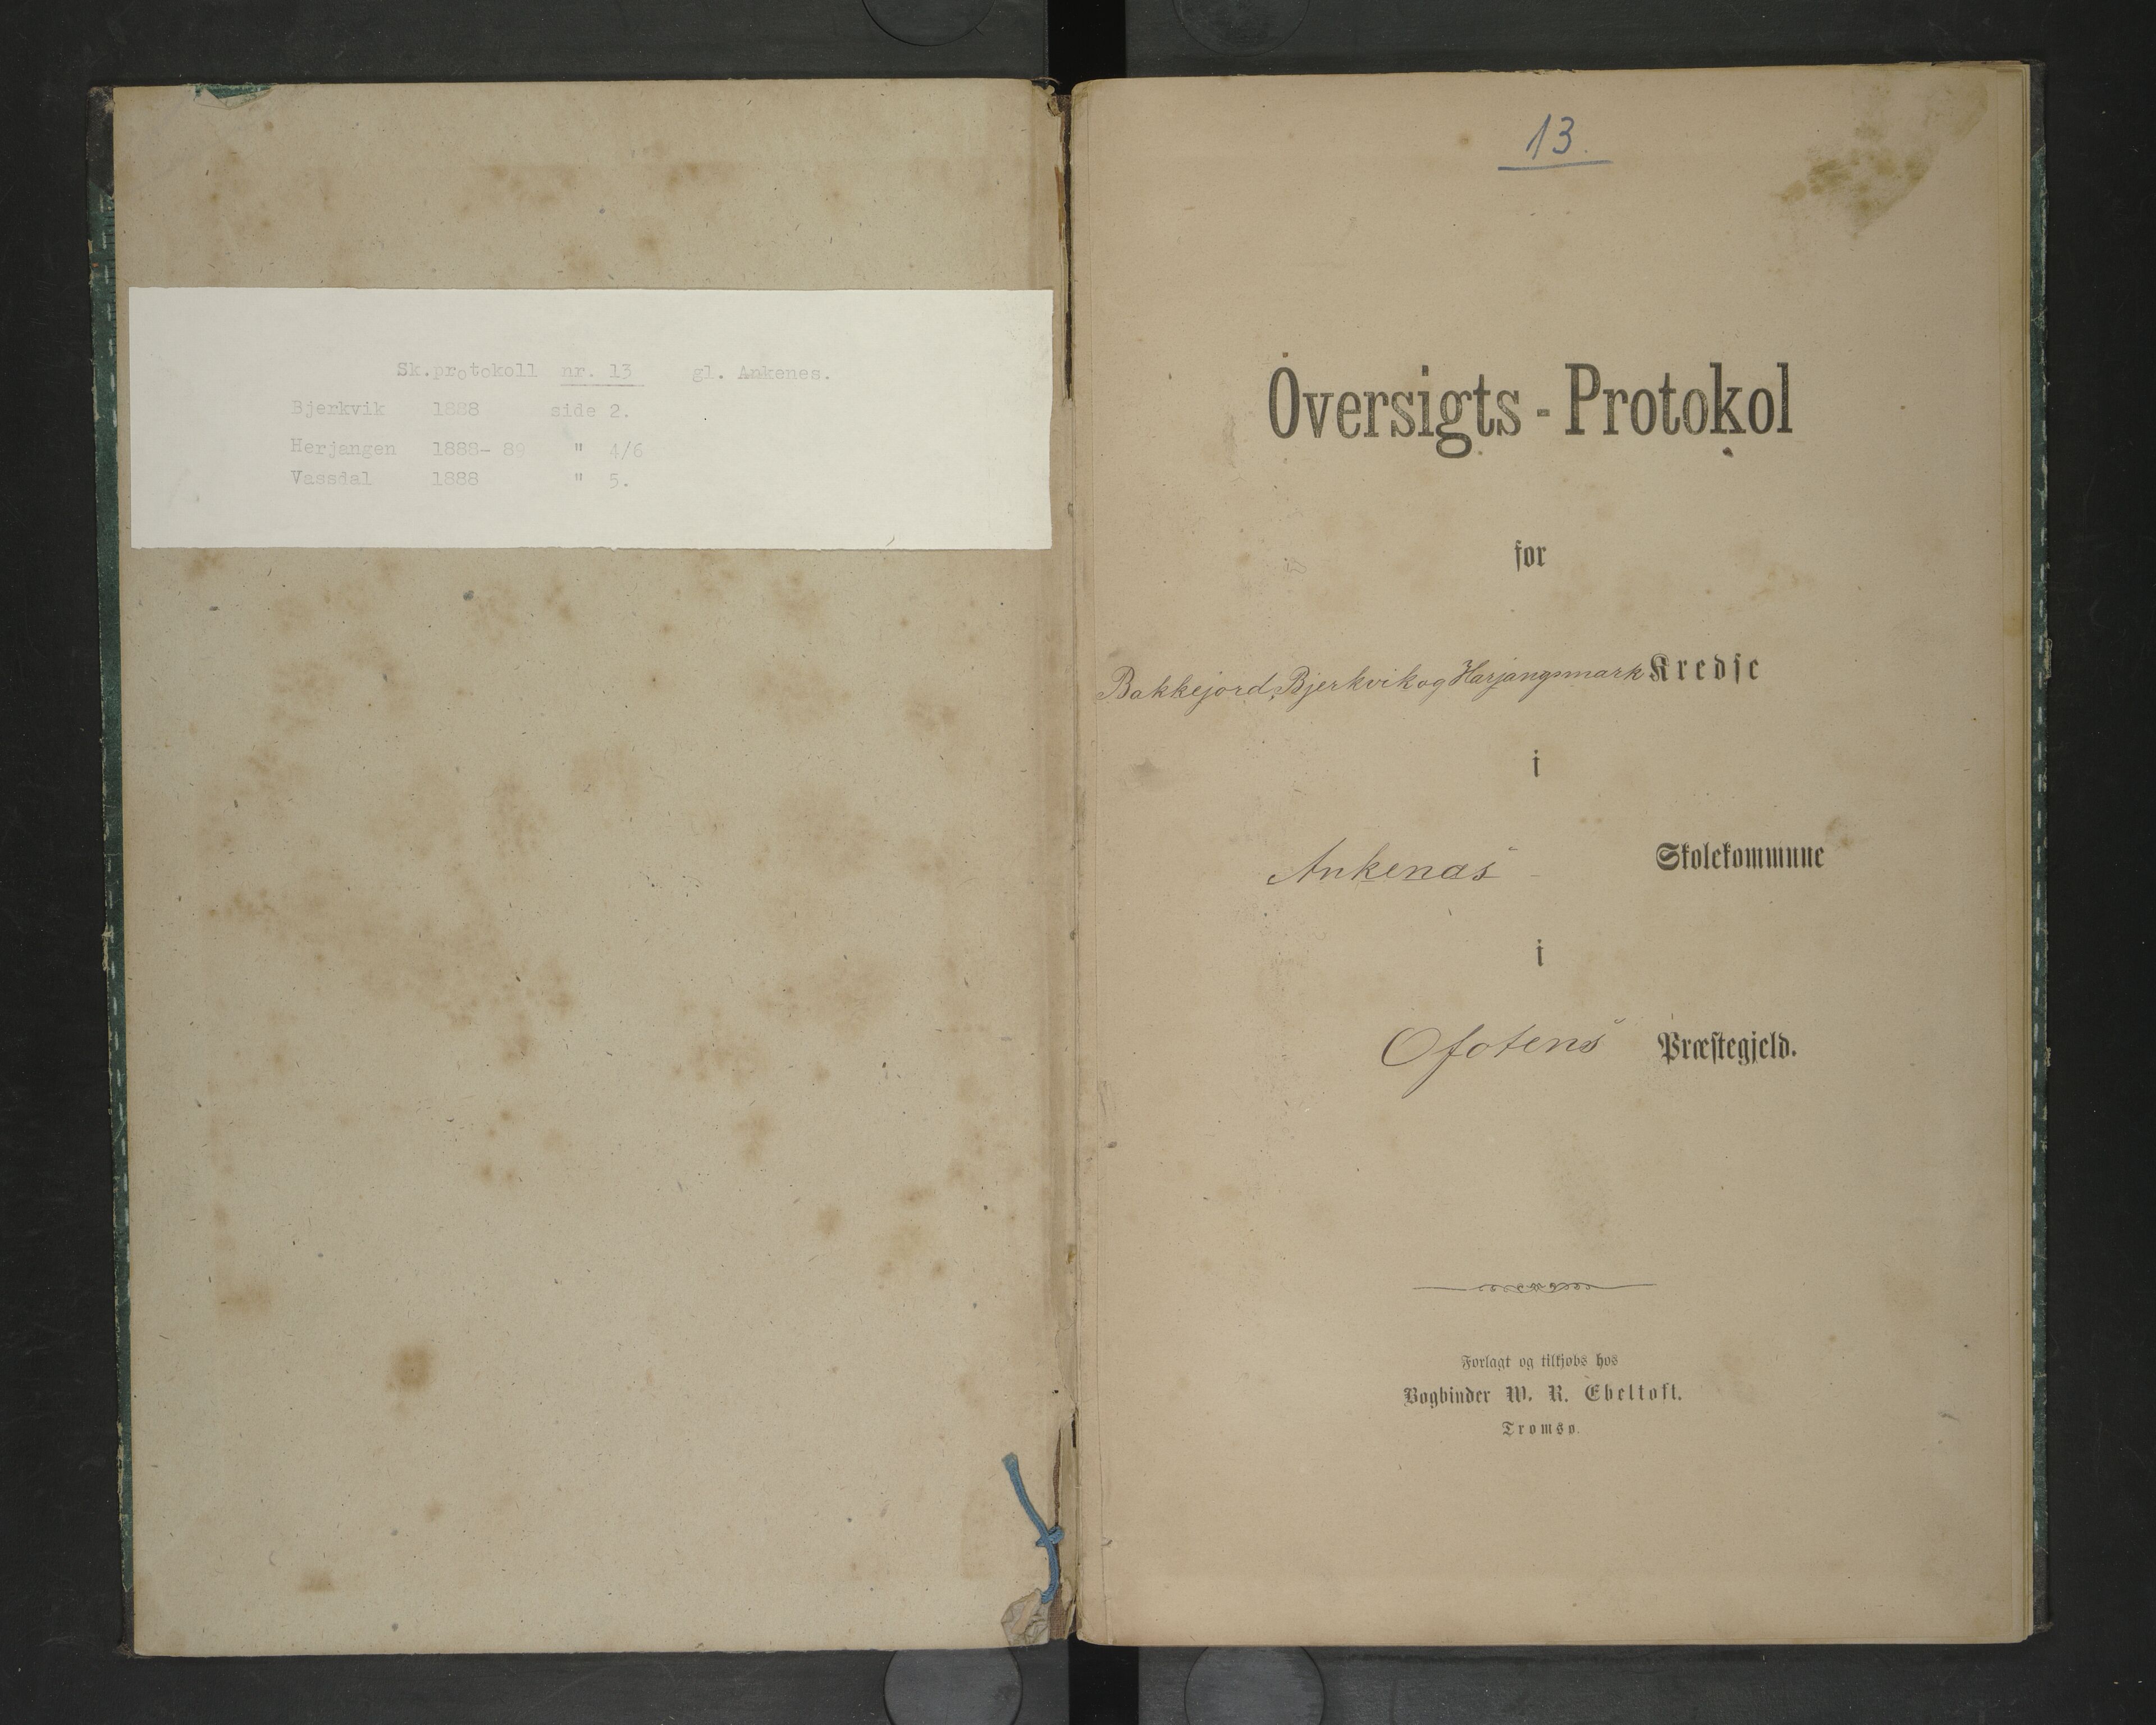 Sk.protokoll nr. 13 gl. Ankenes.
Bjerkvik 1888 side 2.
Herjangen 1888- 89 " 4/6
Vassdal 1888 " 5.
13.
Oversigts-Protokol
for
Bakkejord, Bjerkvik og Harjangsmark Kredse
i
Ankenæs Skolekommune
i
Ofotens Præstegjeld.
Forlagt og tilkjøbs hos
Bogbinder W. R. Ebeltoft.
Tromsø.